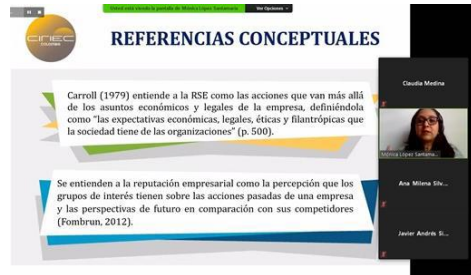 Usted está viendo la pantalla de Mónica López Santamaría
Ver Opciones
CINEC
COLOMBIA
REFERENCIAS CONCEPTUALES
Carroll (1979) entiende a la RSE como las acciones que van más allá
de los asuntos económicos y legales de la empresa, definiéndola
como "las expectativas económicas, legales, éticas y filantrópicas que
la sociedad tiene de las organizaciones" (p. 500).
Se entienden a la reputación empresarial como la percepción que los
grupos de interés tienen sobre las acciones pasadas de una empresa
y las perspectivas de futuro en comparación con sus competidores
(Fombrun, 2012).
Claudia Medina
Mónica López Santama...
Ana Milena Silv...
Javier Andrés Si...